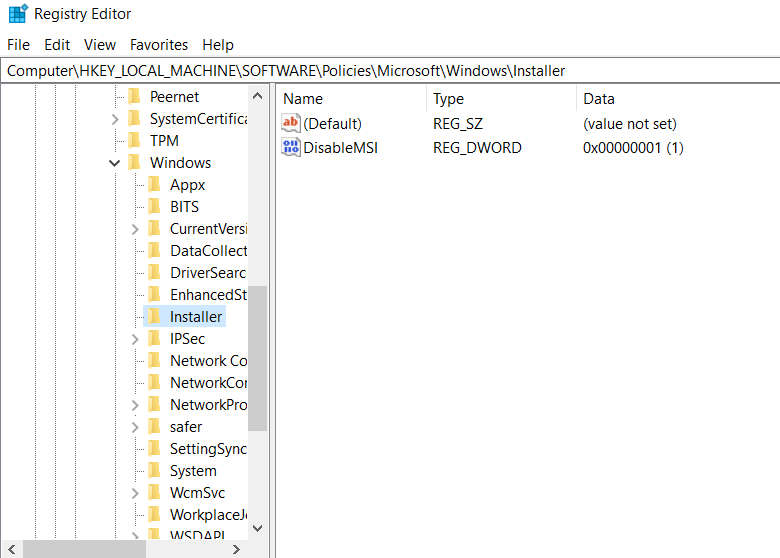 Registry Editor
File Edit View Favorites Help
Computer\HKEY_LOCAL_MACHINE\SOFTWARE\Policies\Microsoft\Windows\Installer
Peernet
SystemCertifica
TPM
Windows
Appx
BITS
CurrentVersi
DataCollect
DriverSearc
EnhancedSt
Installer
IPSec
Network Co
NetworkCon
NetworkPro
safer
SettingSync
System
WcmSvc
WorkplaceJo
WSDAPI
Name Type Data
(Default) REG_SZ (value not set)
DisableMSI REG_DWORD 0x00000001 (1)